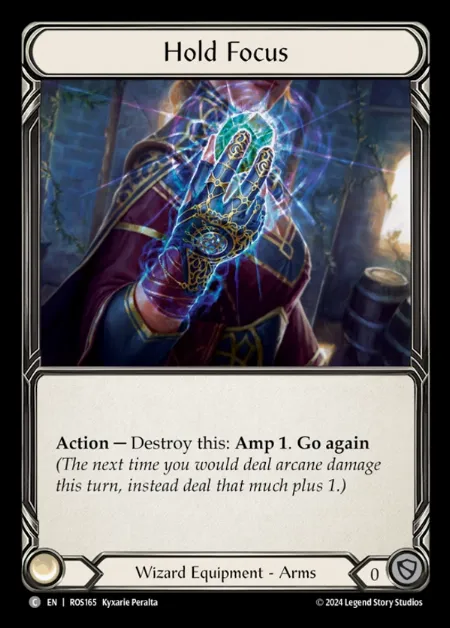 Hold Focus
Action — Destroy this: Amp 1. Go again
(The next time you would deal arcane damage
this turn, instead deal that much plus 1.)
Wizard Equipment - Arms
0
C EN | ROS165 Kyxarie Peralta
© 2024 Legend Story Studios